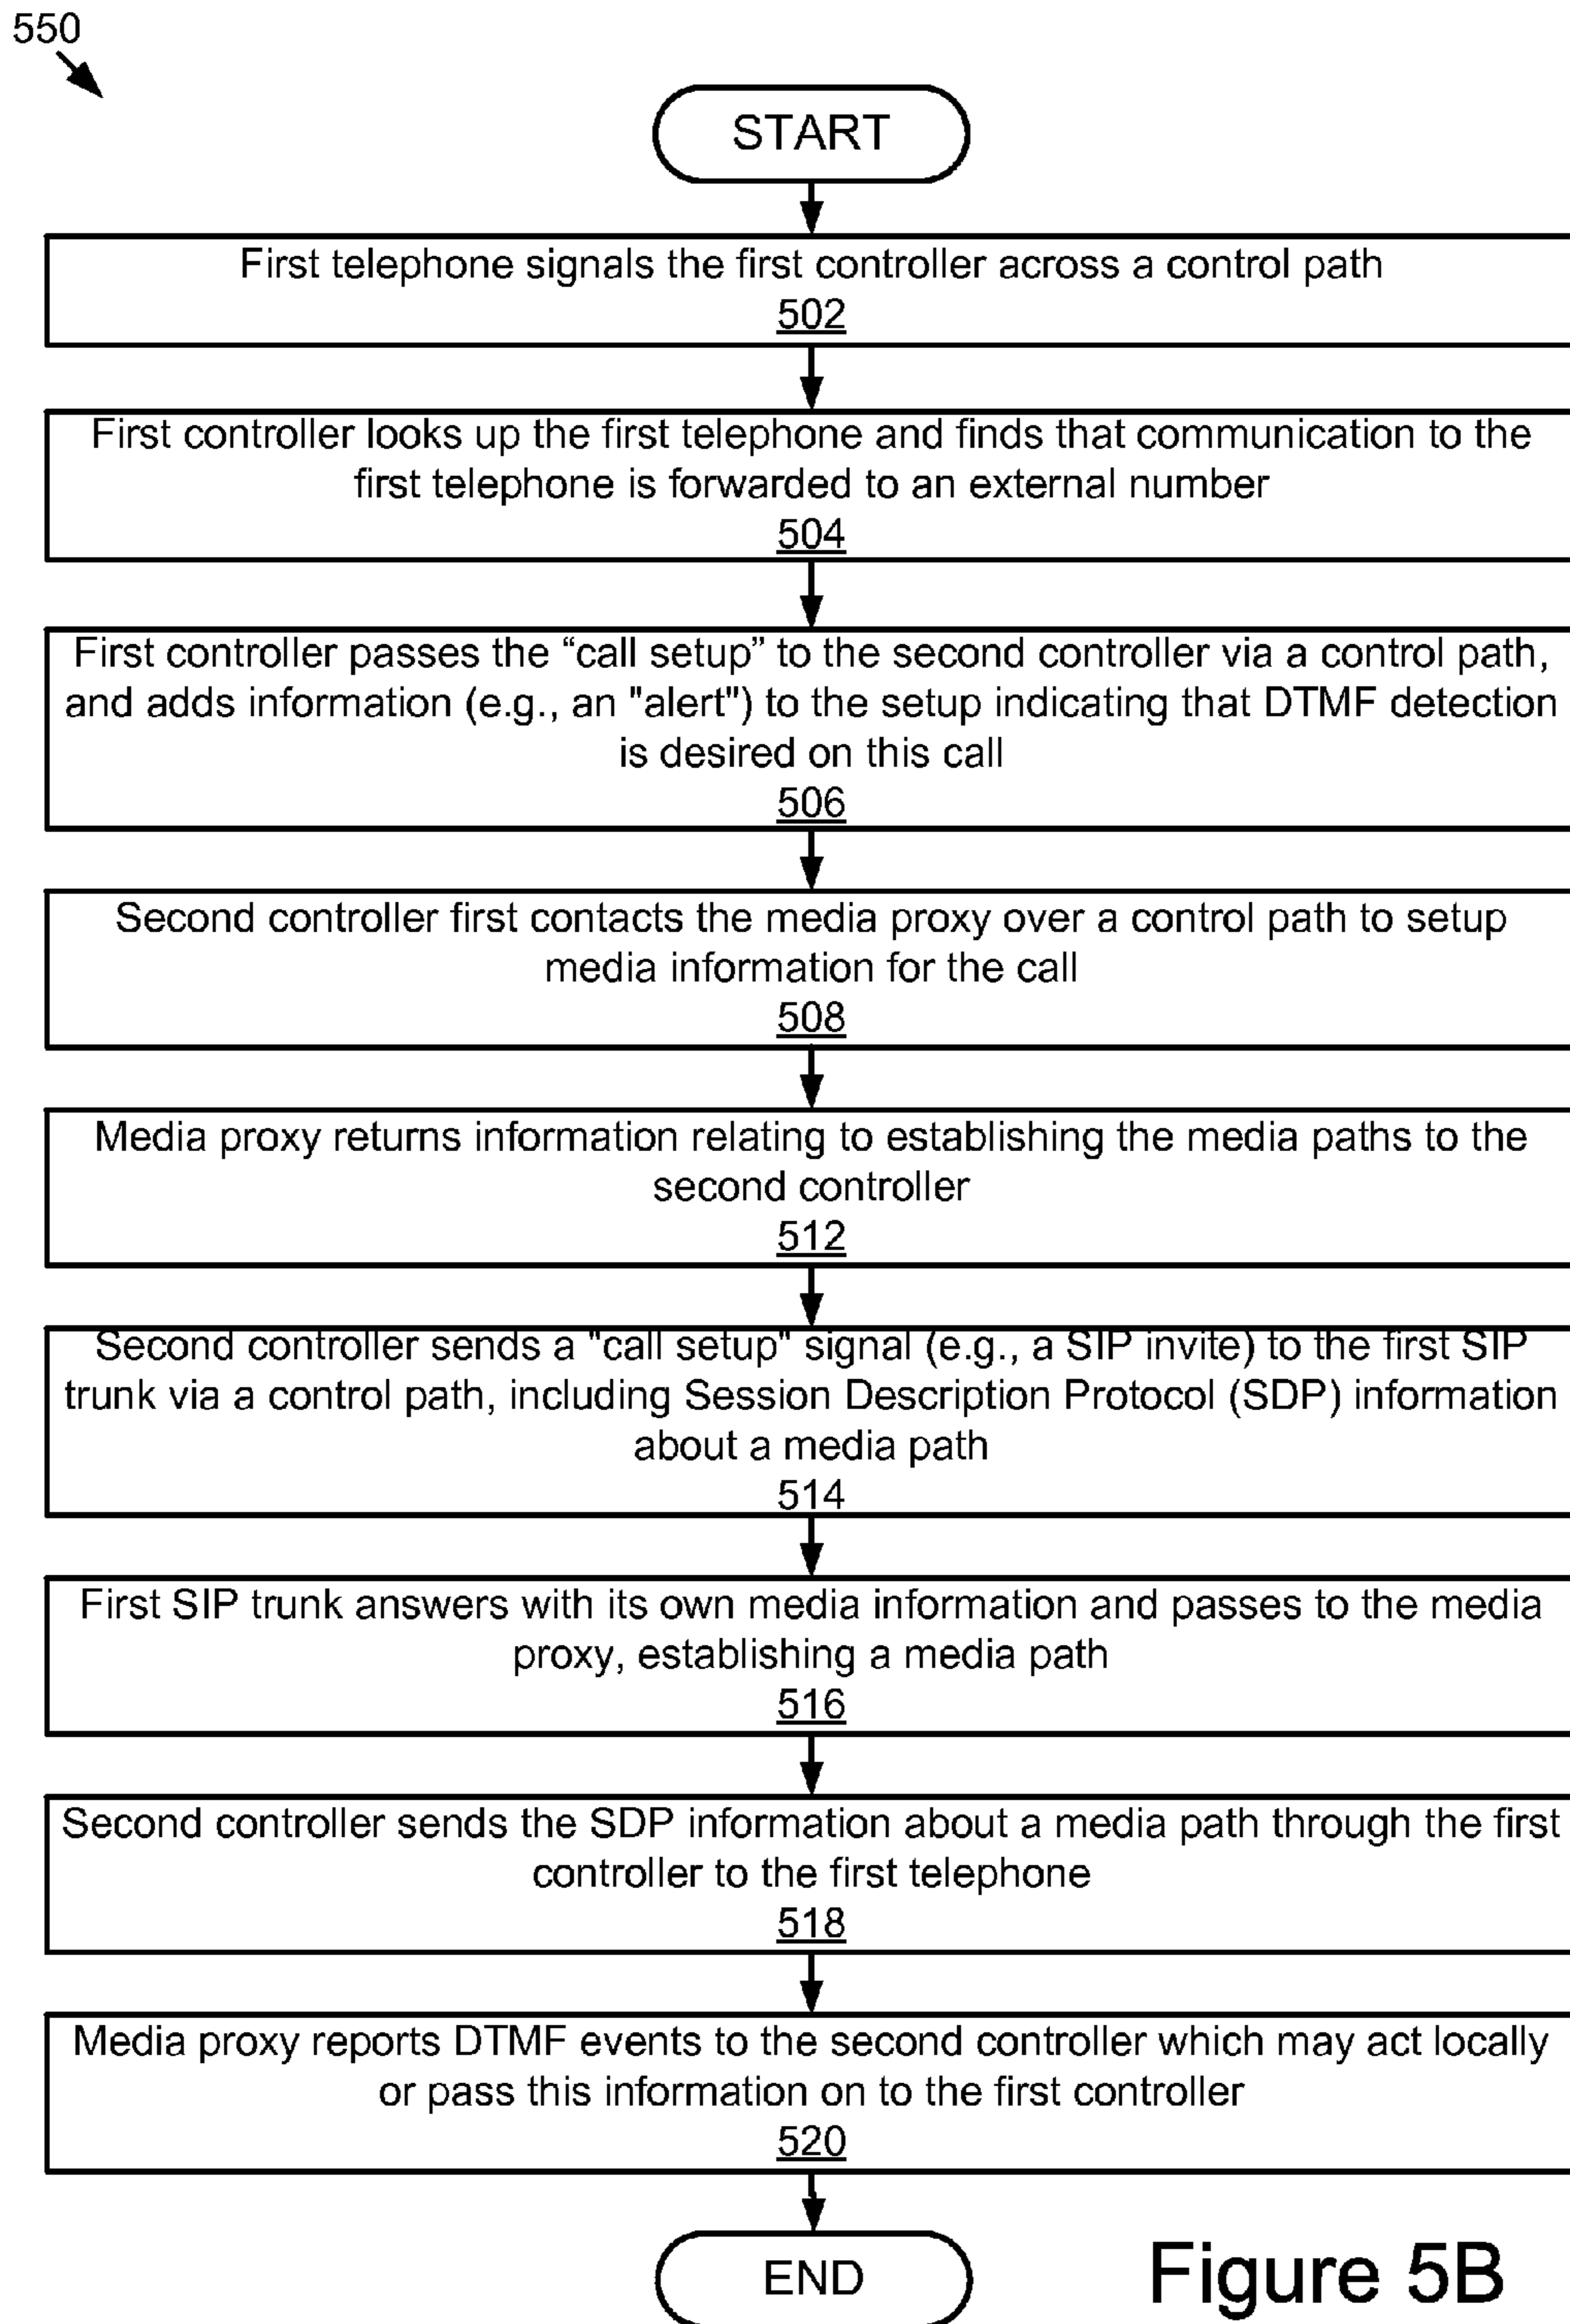 550
START
First telephone signals the first controller across a control path
502
First controller looks up the first telephone and finds that communication to the
first telephone is forwarded to an external number
504
First controller passes the “call setup” to the second controller via a control path,
and adds information (e.g., an "alert") to the setup indicating that DTMF detection
is desired on this call
506
Second controller first contacts the media proxy over a control path to setup
media information for the call
508
Media proxy returns information relating to establishing the media paths to the
second controller
512
Second controller sends a "call setup" signal (e.g., a SIP invite) to the first SIP
trunk via a control path, including Session Description Protocol (SDP) information
about a media path
514
First SIP trunk answers with its own media information and passes to the media
proxy, establishing a media path
516
Second controller sends the SDP information about a media path through the first
controller to the first telephone
518
Media proxy reports DTMF events to the second controller which may act locally
or pass this information on to the first controller
520
END
Figure 5B